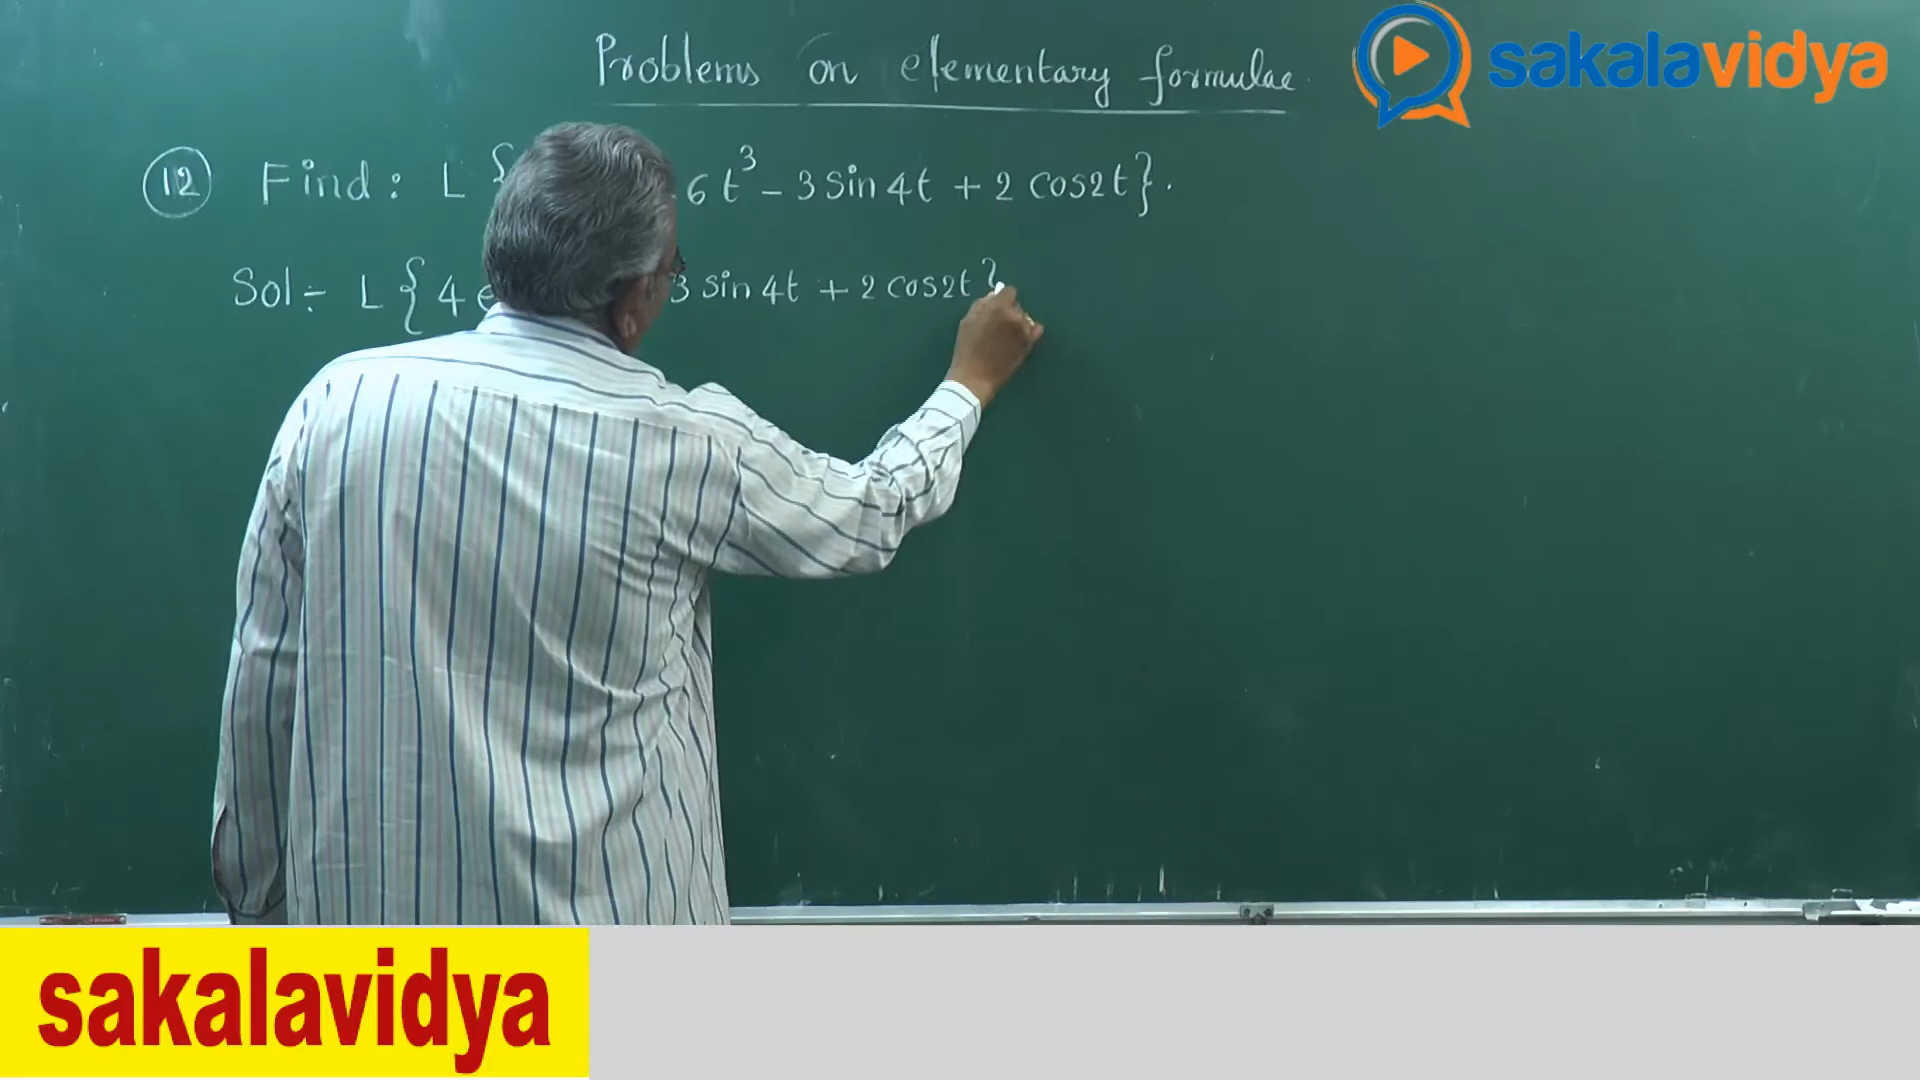 Problems on elementary formulae
sakalavidya
12 Find : L { 6t³ - 3 sin 4t + 2 cos2t }.
Sol:- L { 4 e 3 sin 4t + 2 cos2t }
sakalavidya